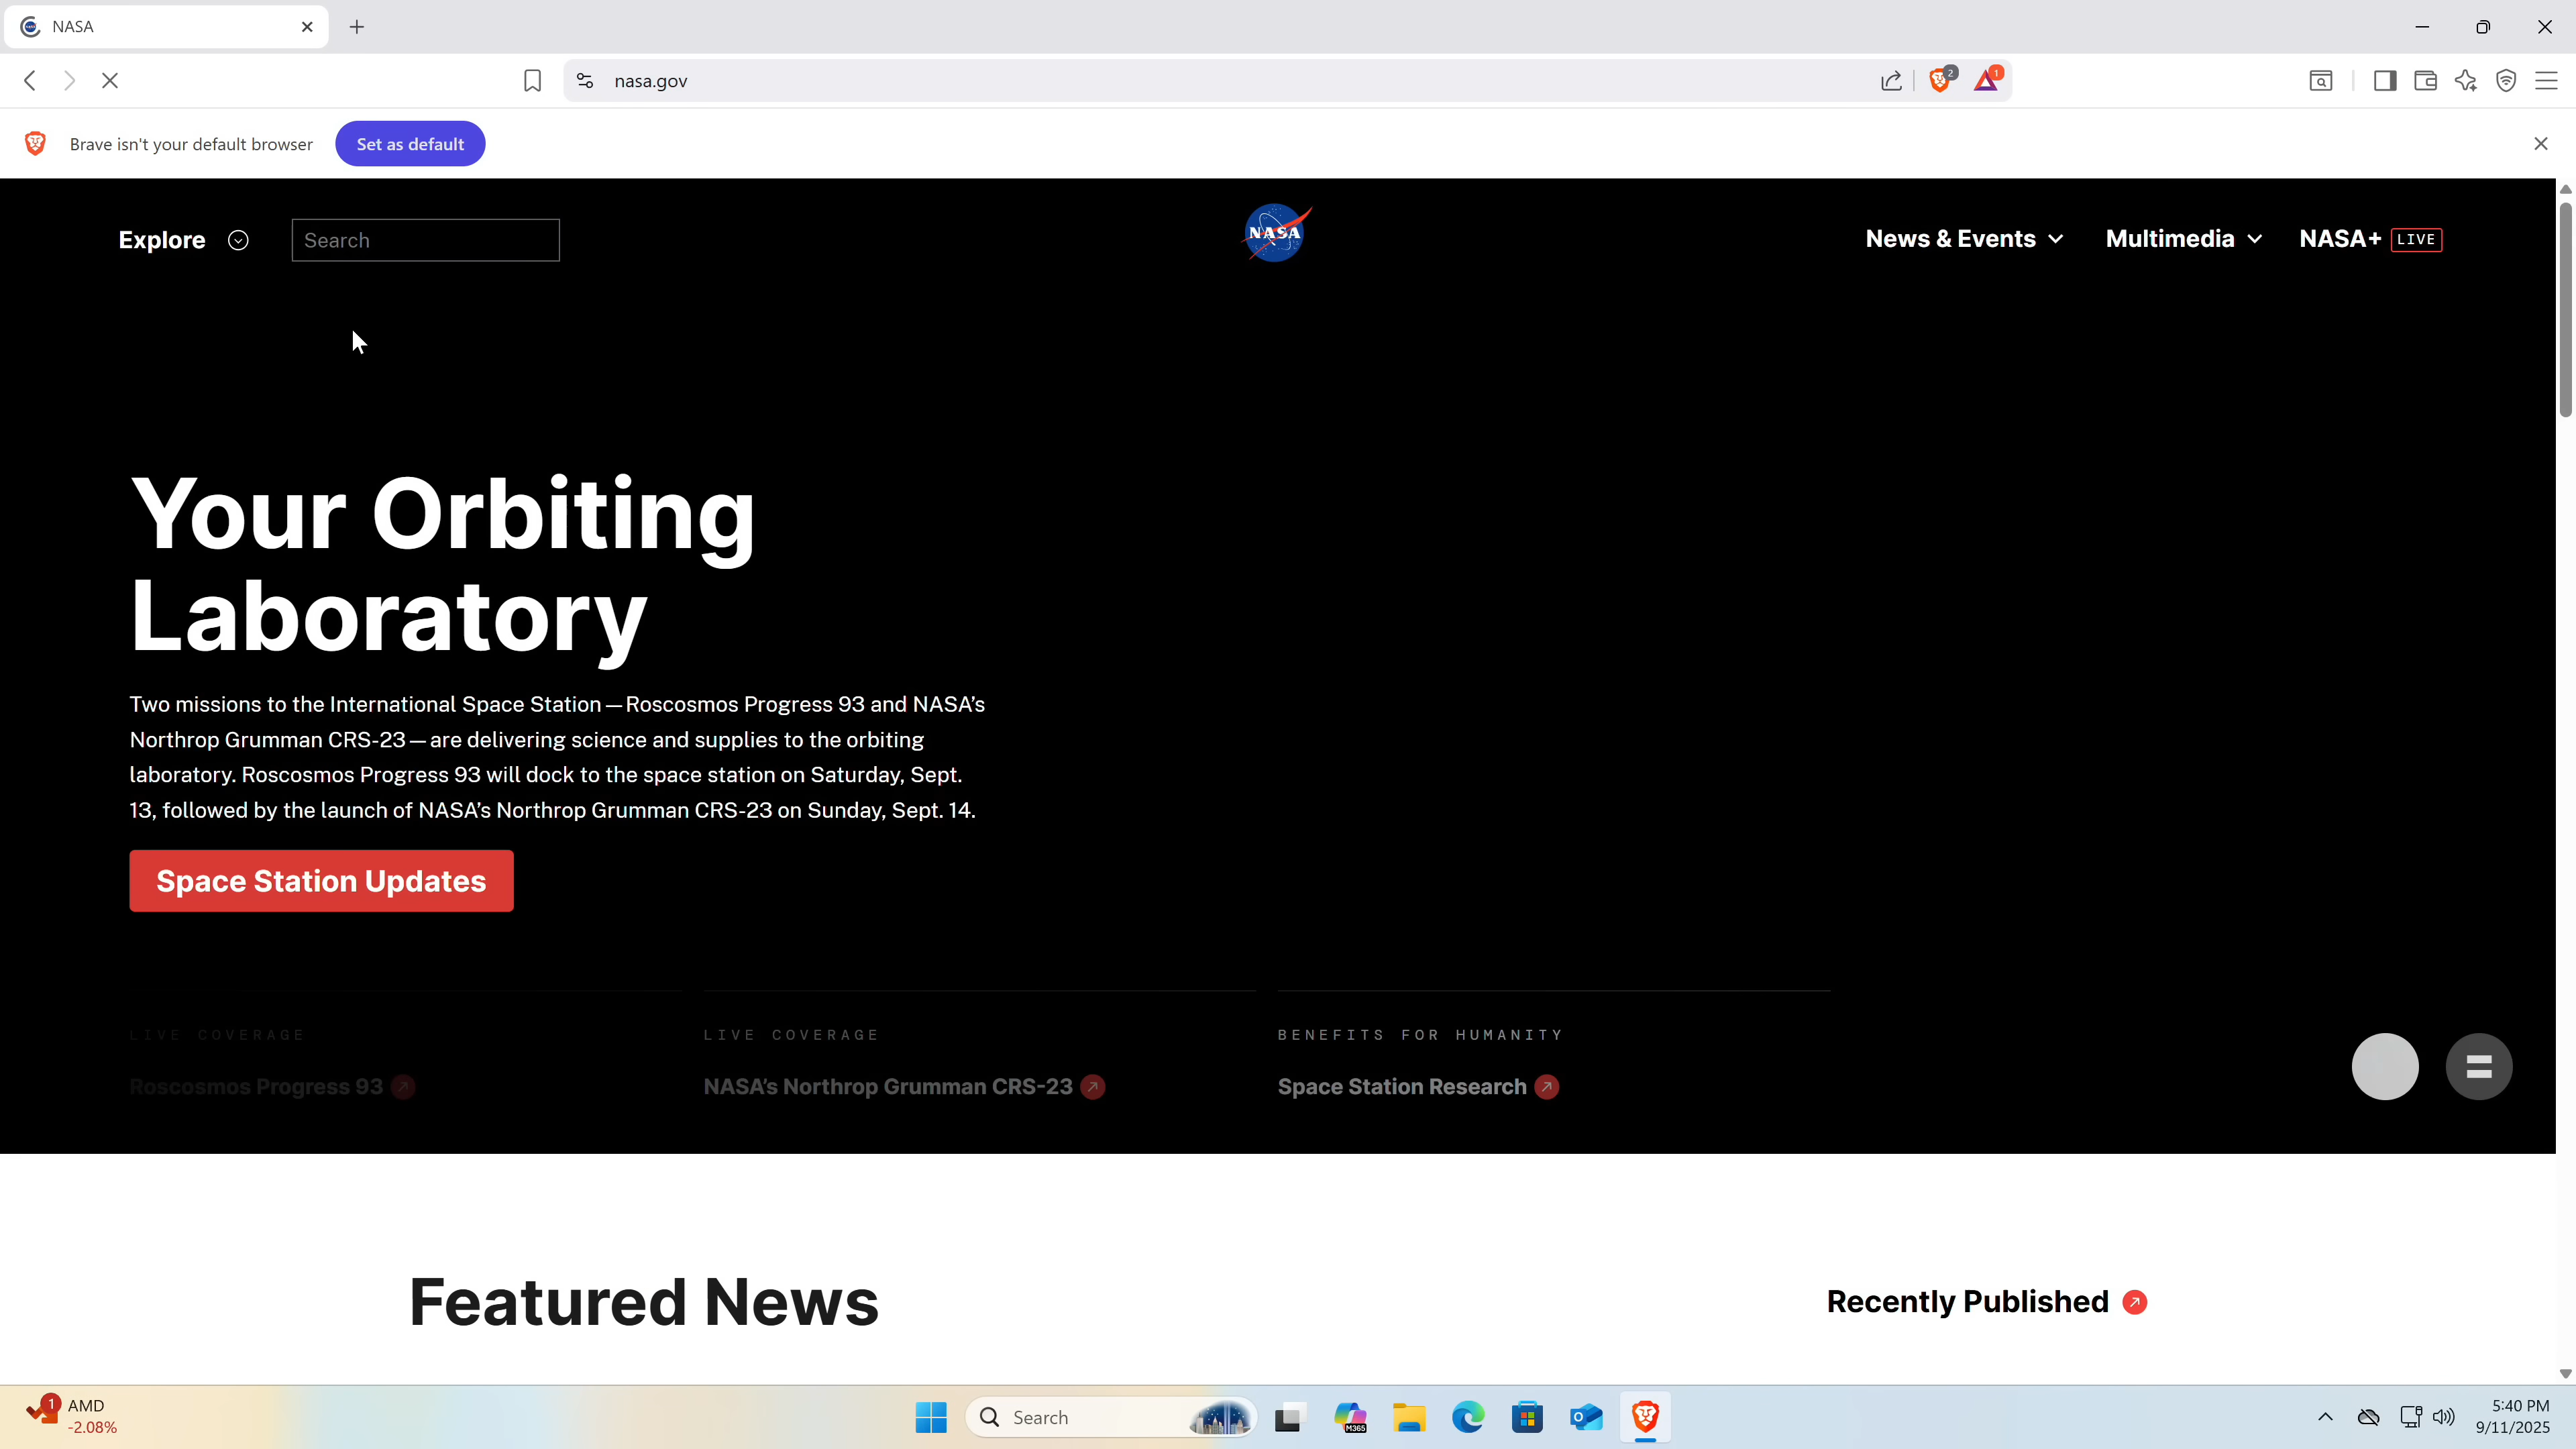 NASA
nasa.gov
2
1
Brave isn't your default browser
Set as default
Explore
Search
NASA
News & Events
Multimedia
NASA+ LIVE
Your Orbiting
Laboratory
Two missions to the International Space Station—Roscosmos Progress 93 and NASA's
Northrop Grumman CRS-23—are delivering science and supplies to the orbiting
laboratory. Roscosmos Progress 93 will dock to the space station on Saturday, Sept.
13, followed by the launch of NASA's Northrop Grumman CRS-23 on Sunday, Sept. 14.
Space Station Updates
LIVE COVERAGE
Roscosmos Progress 93
LIVE COVERAGE
NASA's Northrop Grumman CRS-23
BENEFITS FOR HUMANITY
Space Station Research
Featured News
Recently Published
1
AMD
-2.08%
Search
M365
5:40 PM
9/11/2025